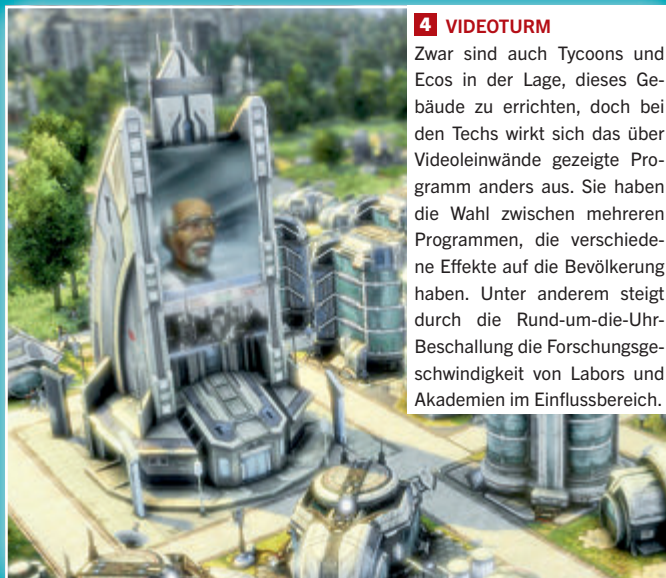 4 VIDEOTURM
Zwar sind auch Tycoons und
Ecos in der Lage, dieses Ge-
bäude zu errichten, doch bei
den Techs wirkt sich das über
Videoleinwände gezeigte Pro-
gramm anders aus. Sie haben
die Wahl zwischen mehreren
Programmen, die verschiede-
ne Effekte auf die Bevölkerung
haben. Unter anderem steigt
durch die Rund-um-die-Uhr-
Beschallung die Forschungsge-
schwindigkeit von Labors und
Akademien im Einflussbereich.